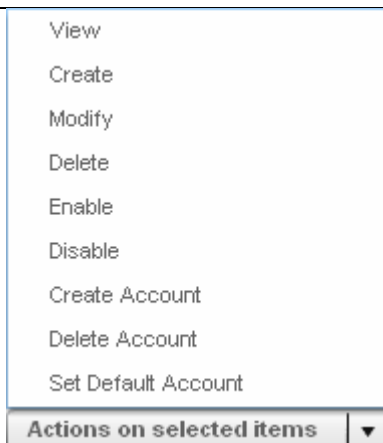 View
Create
Modify
Delete
Enable
Disable
Create Account
Delete Account
Set Default Account
Actions on selected items